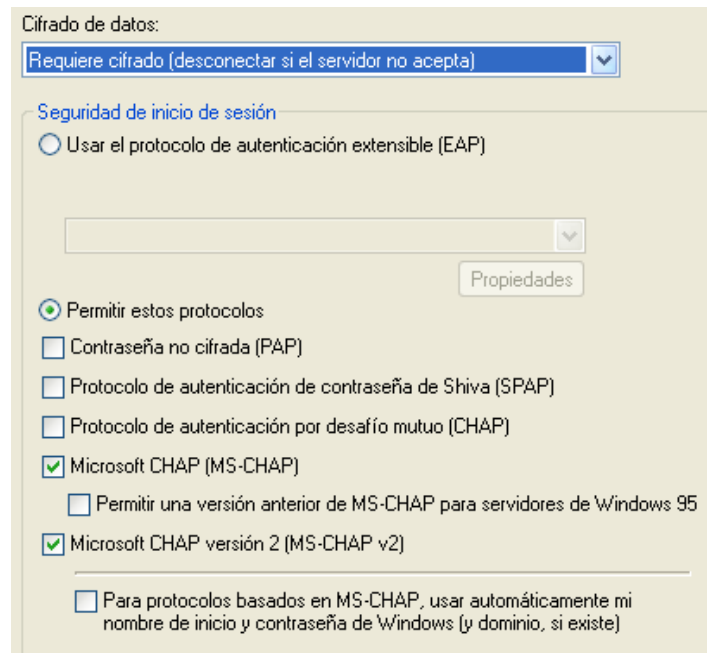 Cifrado de datos:
Requiere cifrado (desconectar si el servidor no acepta)
Seguridad de inicio de sesión
Usar el protocolo de autenticación extensible (EAP)
Propiedades
Permitir estos protocolos
Contraseña no cifrada (PAP)
Protocolo de autenticación de contraseña de Shiva (SPAP)
Protocolo de autenticación por desafío mutuo (CHAP)
Microsoft CHAP (MS-CHAP)
Permitir una versión anterior de MS-CHAP para servidores de Windows 95
Microsoft CHAP versión 2 (MS-CHAP v2)
Para protocolos basados en MS-CHAP, usar automáticamente mi
nombre de inicio y contraseña de Windows (y dominio, si existe)